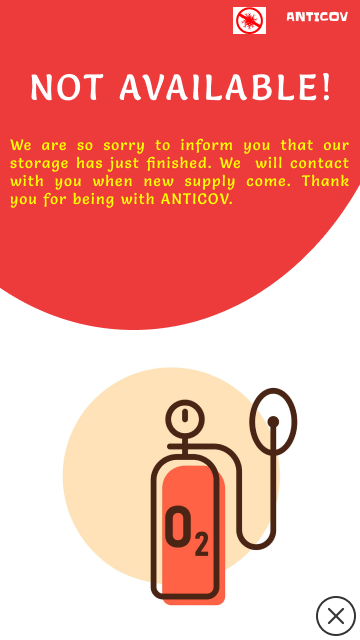 ANTICOV
NOT AVAILABLE!
We are so sorry to inform you that our
storage has just finished. We will contact
with you when new supply come. Thank
you for being with ANTICOV.
O2